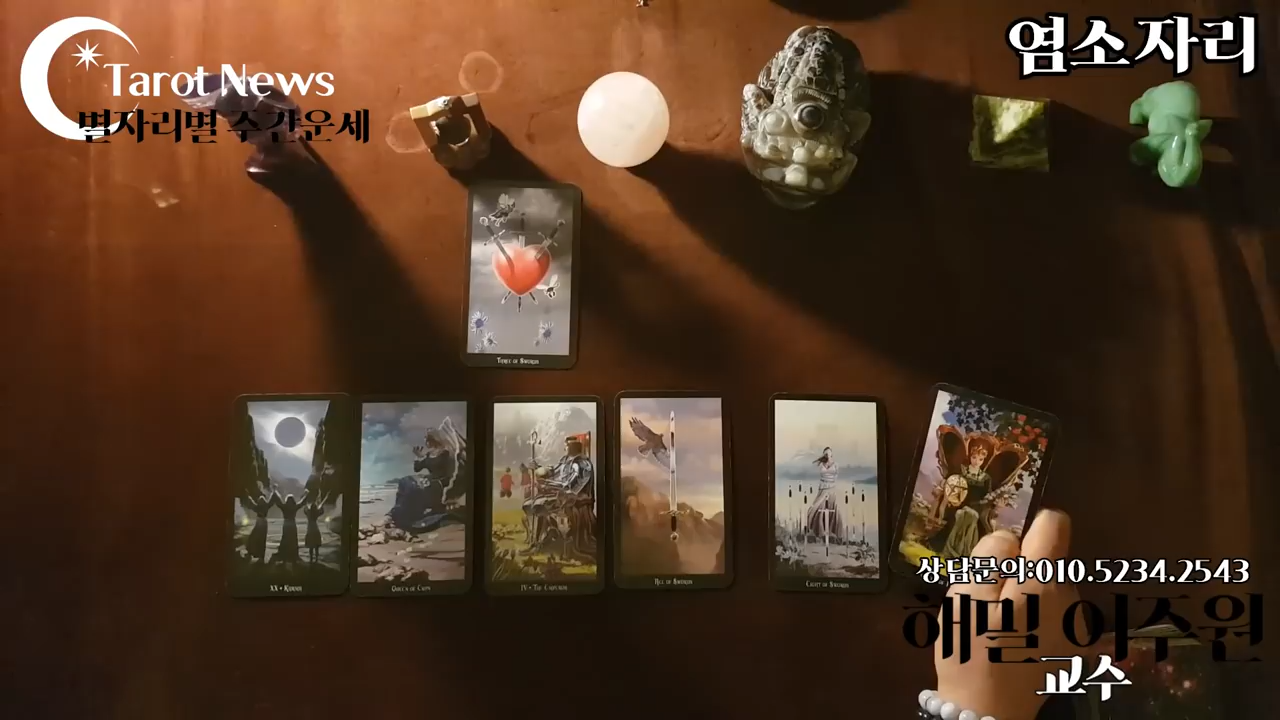 Tarot News
별자리별 주간운세
염소자리
Three of Swords
XX • Karma
Queen of Cups
IV • The Emperor
Ace of Swords
Eight of Swords
상담문의:010.5234.2543
해밀 이주원
교수